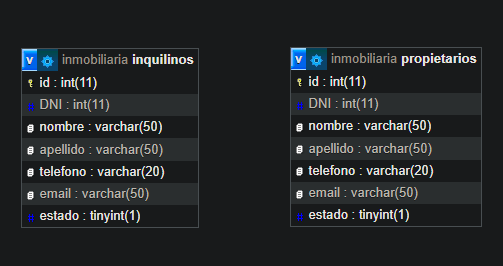 v inmobiliaria inquilinos
id : int(11)
DNI : int(11)
nombre : varchar(50)
apellido : varchar(50)
telefono : varchar(20)
email : varchar(50)
estado : tinyint(1)
v inmobiliaria propietarios
id : int(11)
DNI : int(11)
nombre : varchar(50)
apellido : varchar(50)
telefono : varchar(20)
email : varchar(50)
estado : tinyint(1)